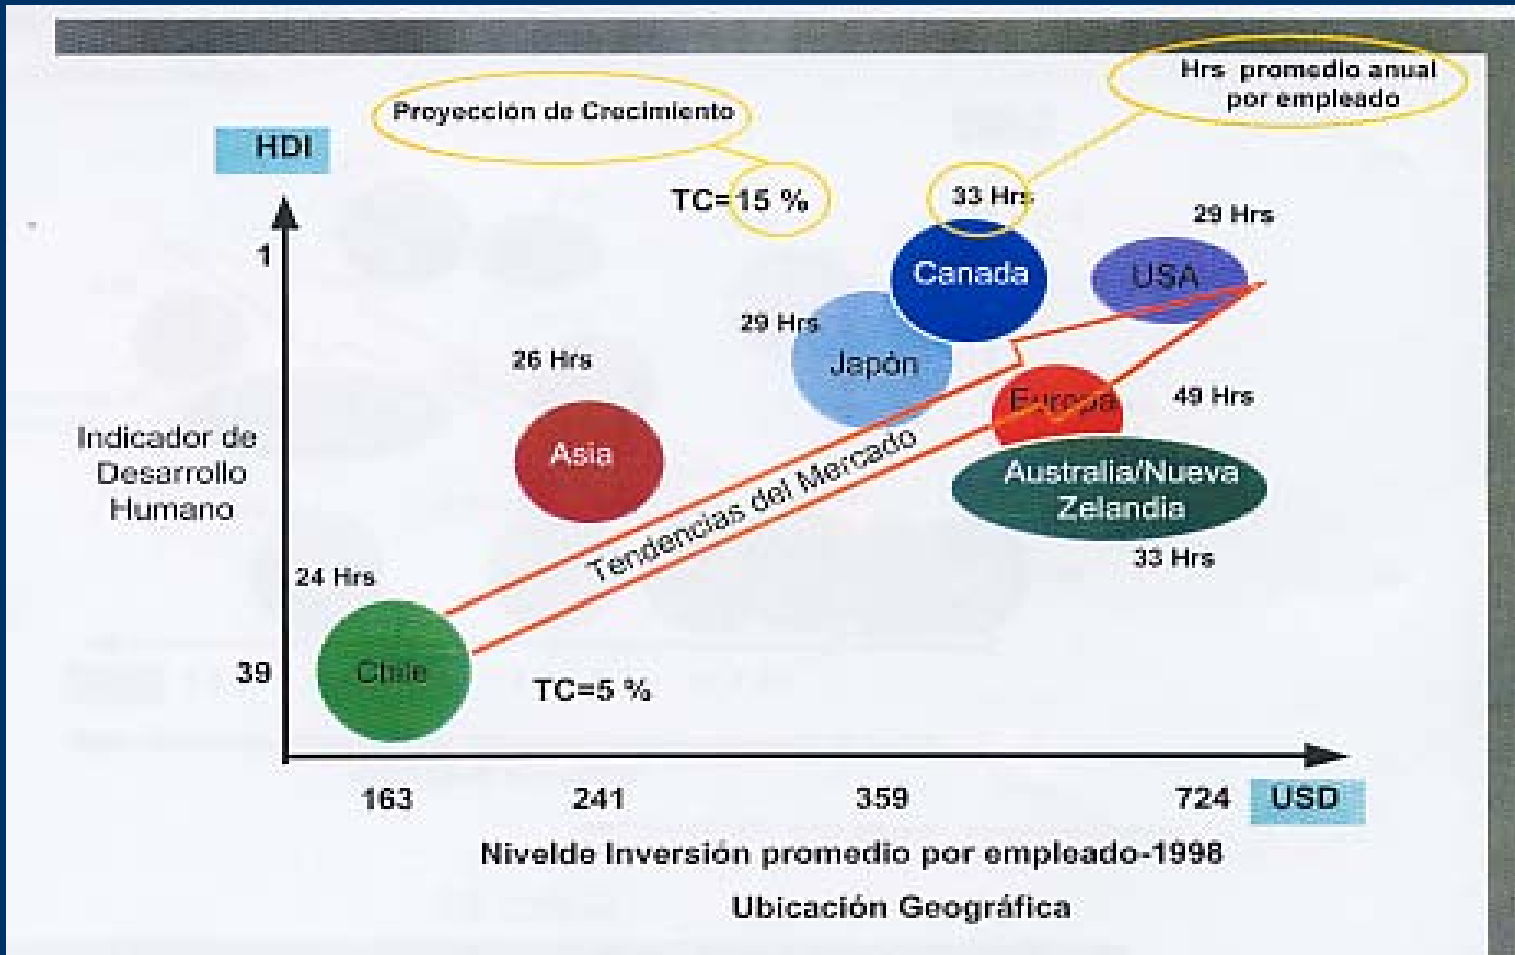 Hrs promedio anual
por empleado
Proyección de Crecimiento
HDI
TC=15 %
33 Hrs
29 Hrs
1
Canada
USA
29 Hrs
Japón
26 Hrs
Europa
49 Hrs
Indicador de
Desarrollo
Humano
Asia
Tendencias del Mercado
Australia/Nueva
Zelandia
33 Hrs
24 Hrs
39
Chile
TC=5 %
163
241
359
724
USD
Nivelde Inversión promedio por empleado-1998
Ubicación Geográfica